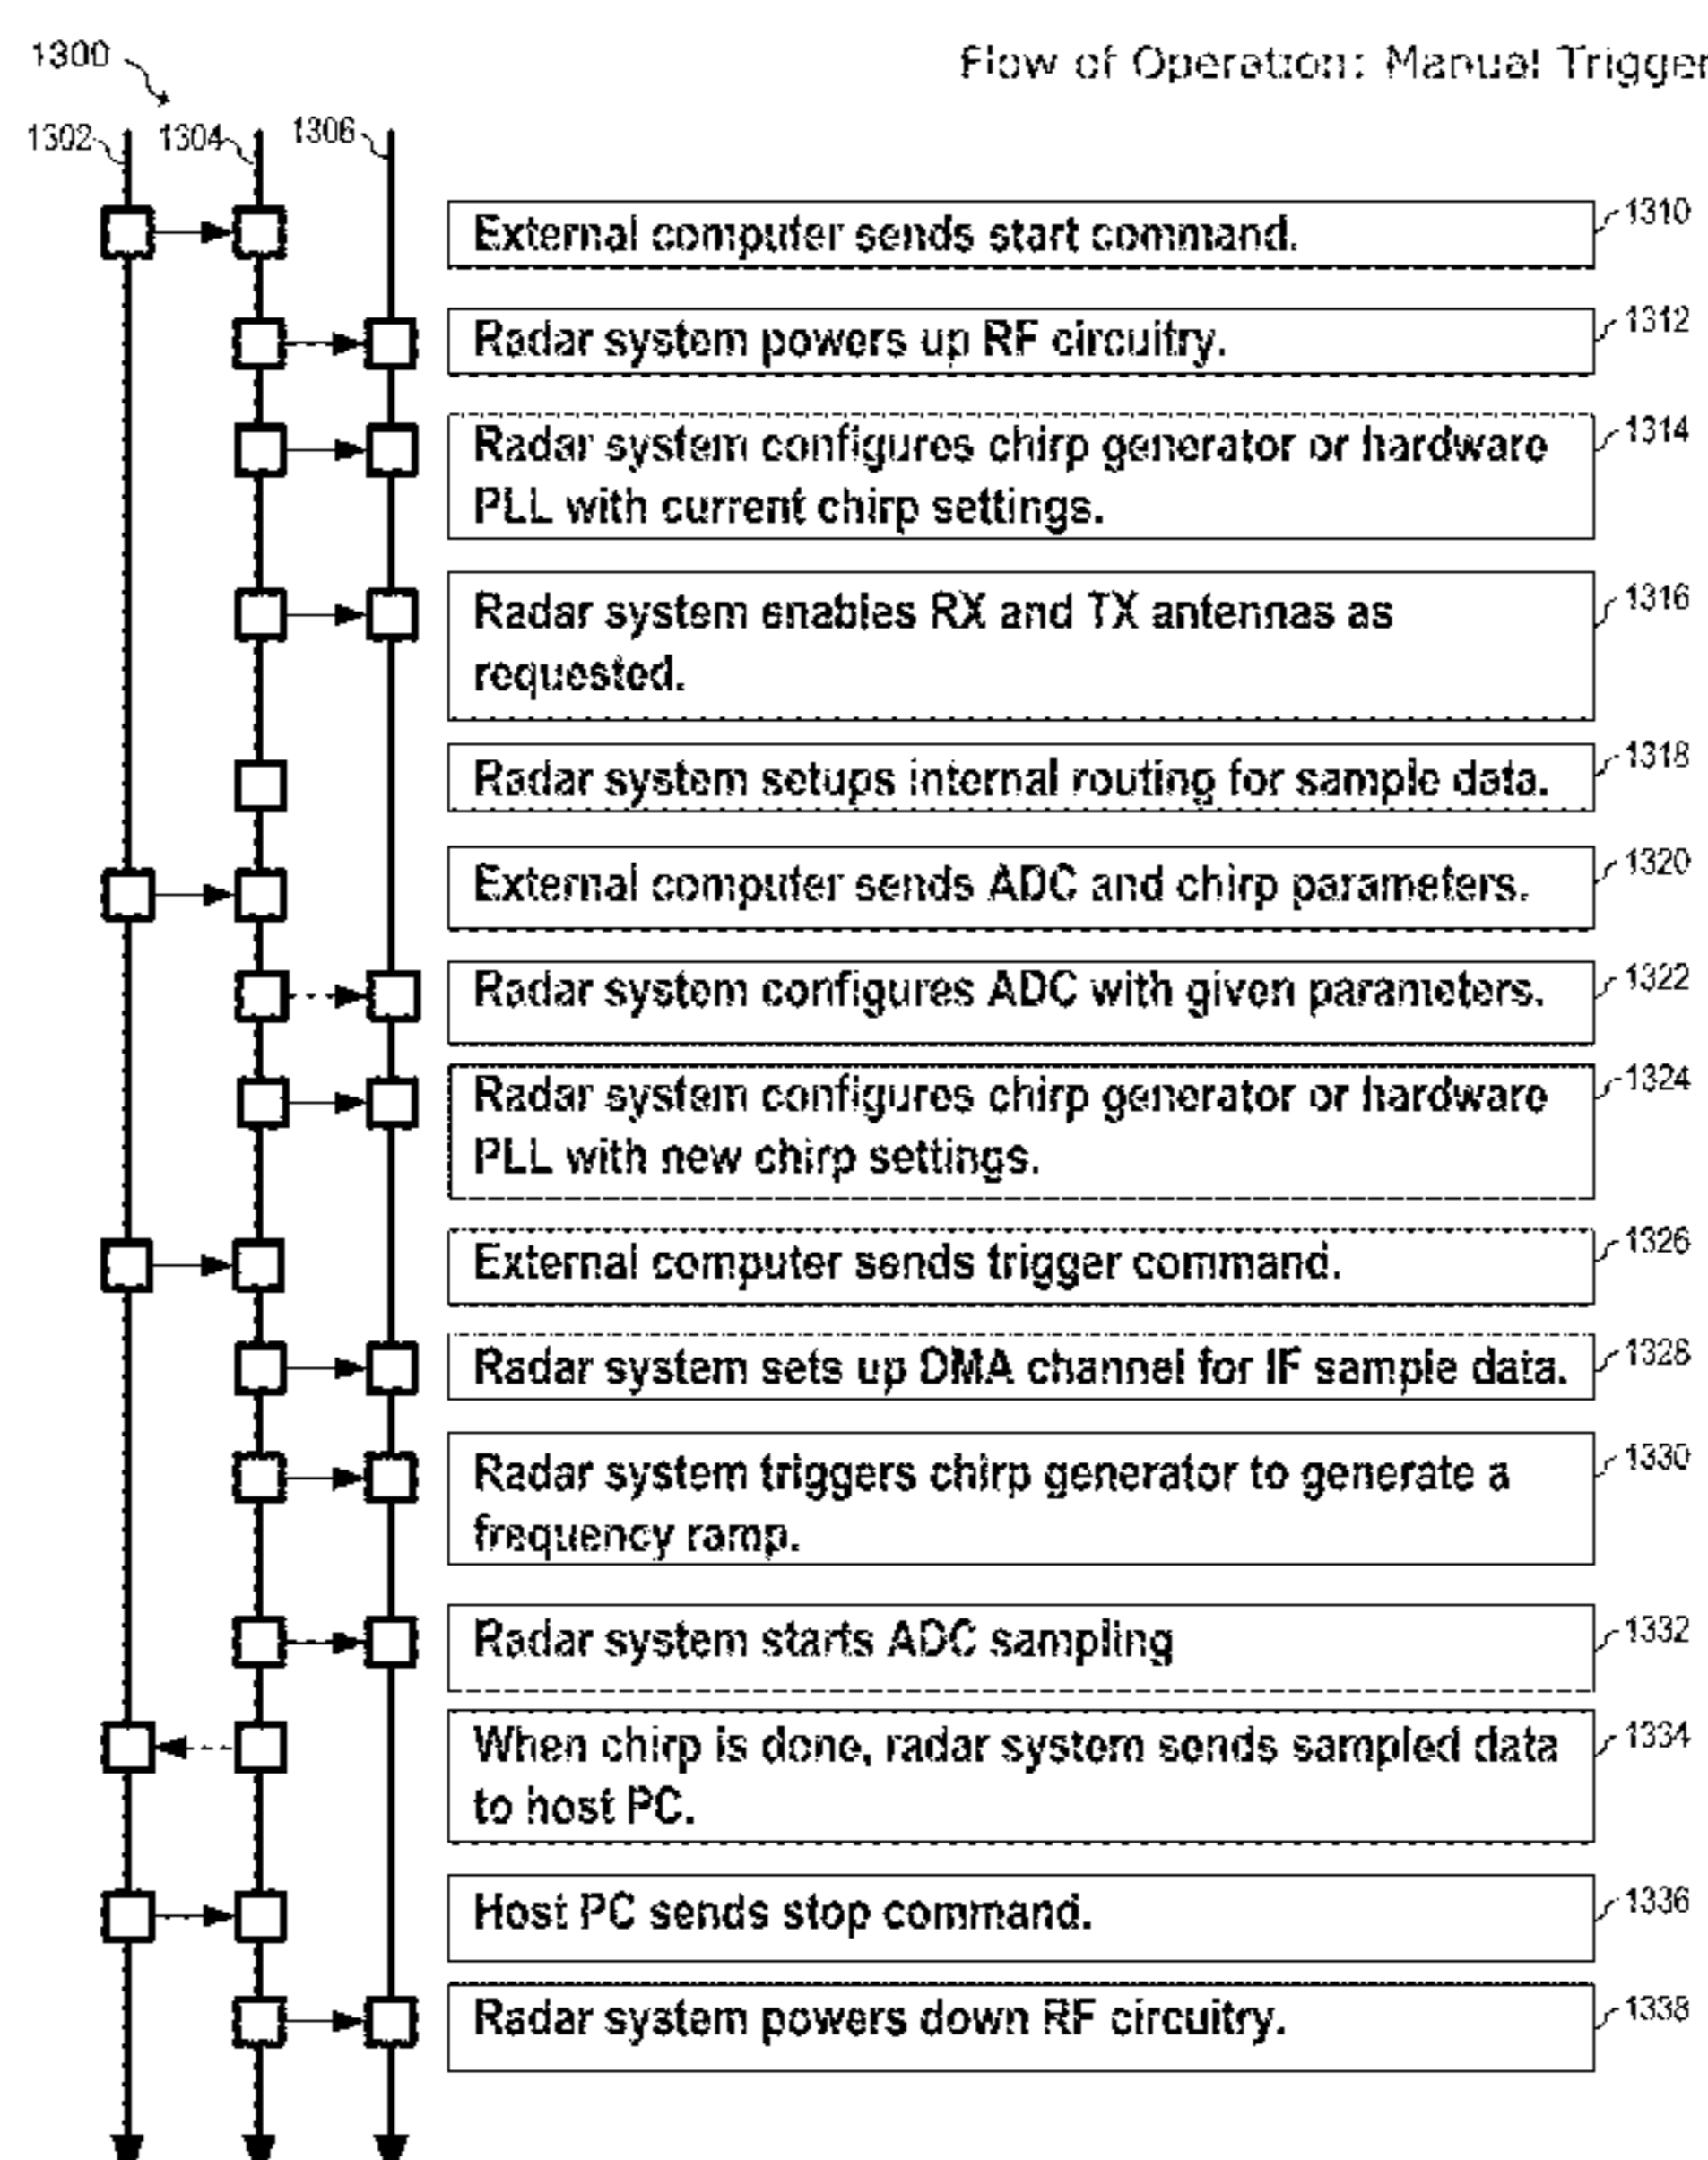 1300
Flow of Operation: Manual Trigger
1302
1304
1306
External computer sends start command.
1310
Radar system powers up RF circuitry.
1312
Radar system configures chirp generator or hardware
PLL with current chirp settings.
1314
Radar system enables RX and TX antennas as
requested.
1316
Radar system setups internal routing for sample data.
1318
External computer sends ADC and chirp parameters.
1320
Radar system configures ADC with given parameters.
1322
Radar system configures chirp generator or hardware
PLL with new chirp settings.
1324
External computer sends trigger command.
1326
Radar system sets up DMA channel for IF sample data.
1328
Radar system triggers chirp generator to generate a
frequency ramp.
1330
Radar system starts ADC sampling
1332
When chirp is done, radar system sends sampled data
to host PC.
1334
Host PC sends stop command.
1336
Radar system powers down RF circuitry.
1338